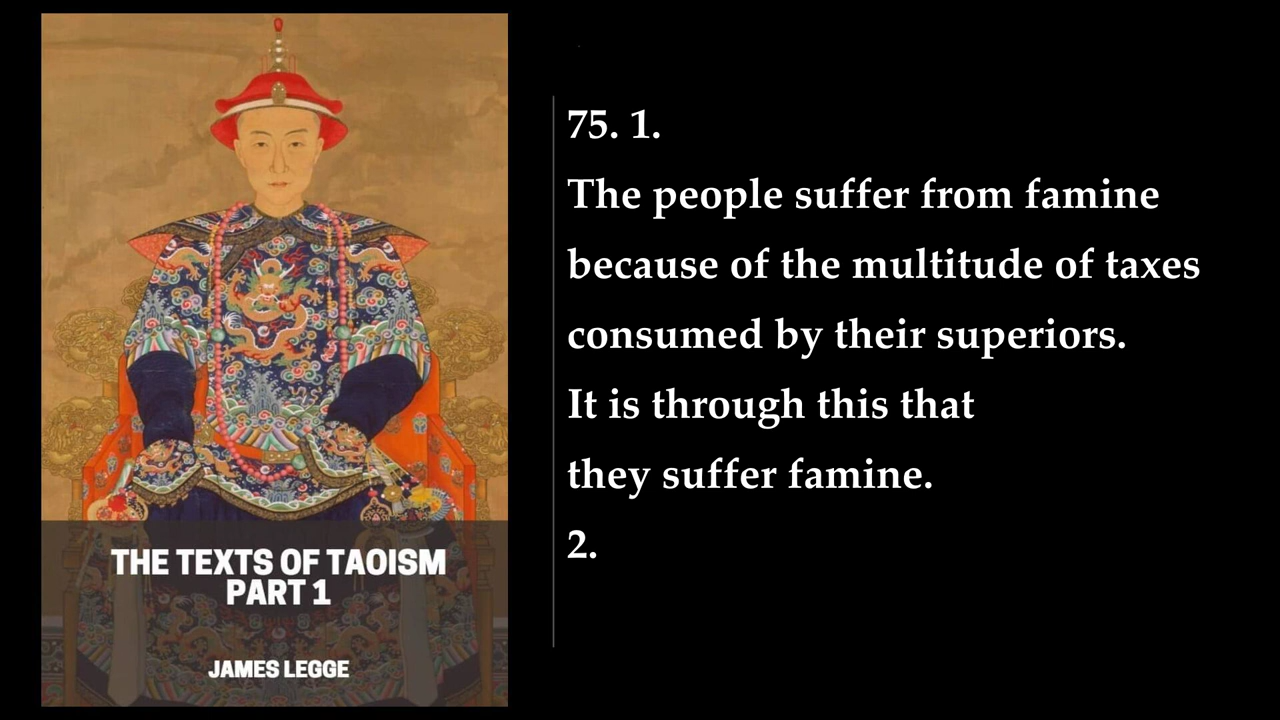 THE TEXTS OF TAOISM
PART 1
JAMES LEGGE
75. 1.
The people suffer from famine
because of the multitude of taxes
consumed by their superiors.
It is through this that
they suffer famine.
2.